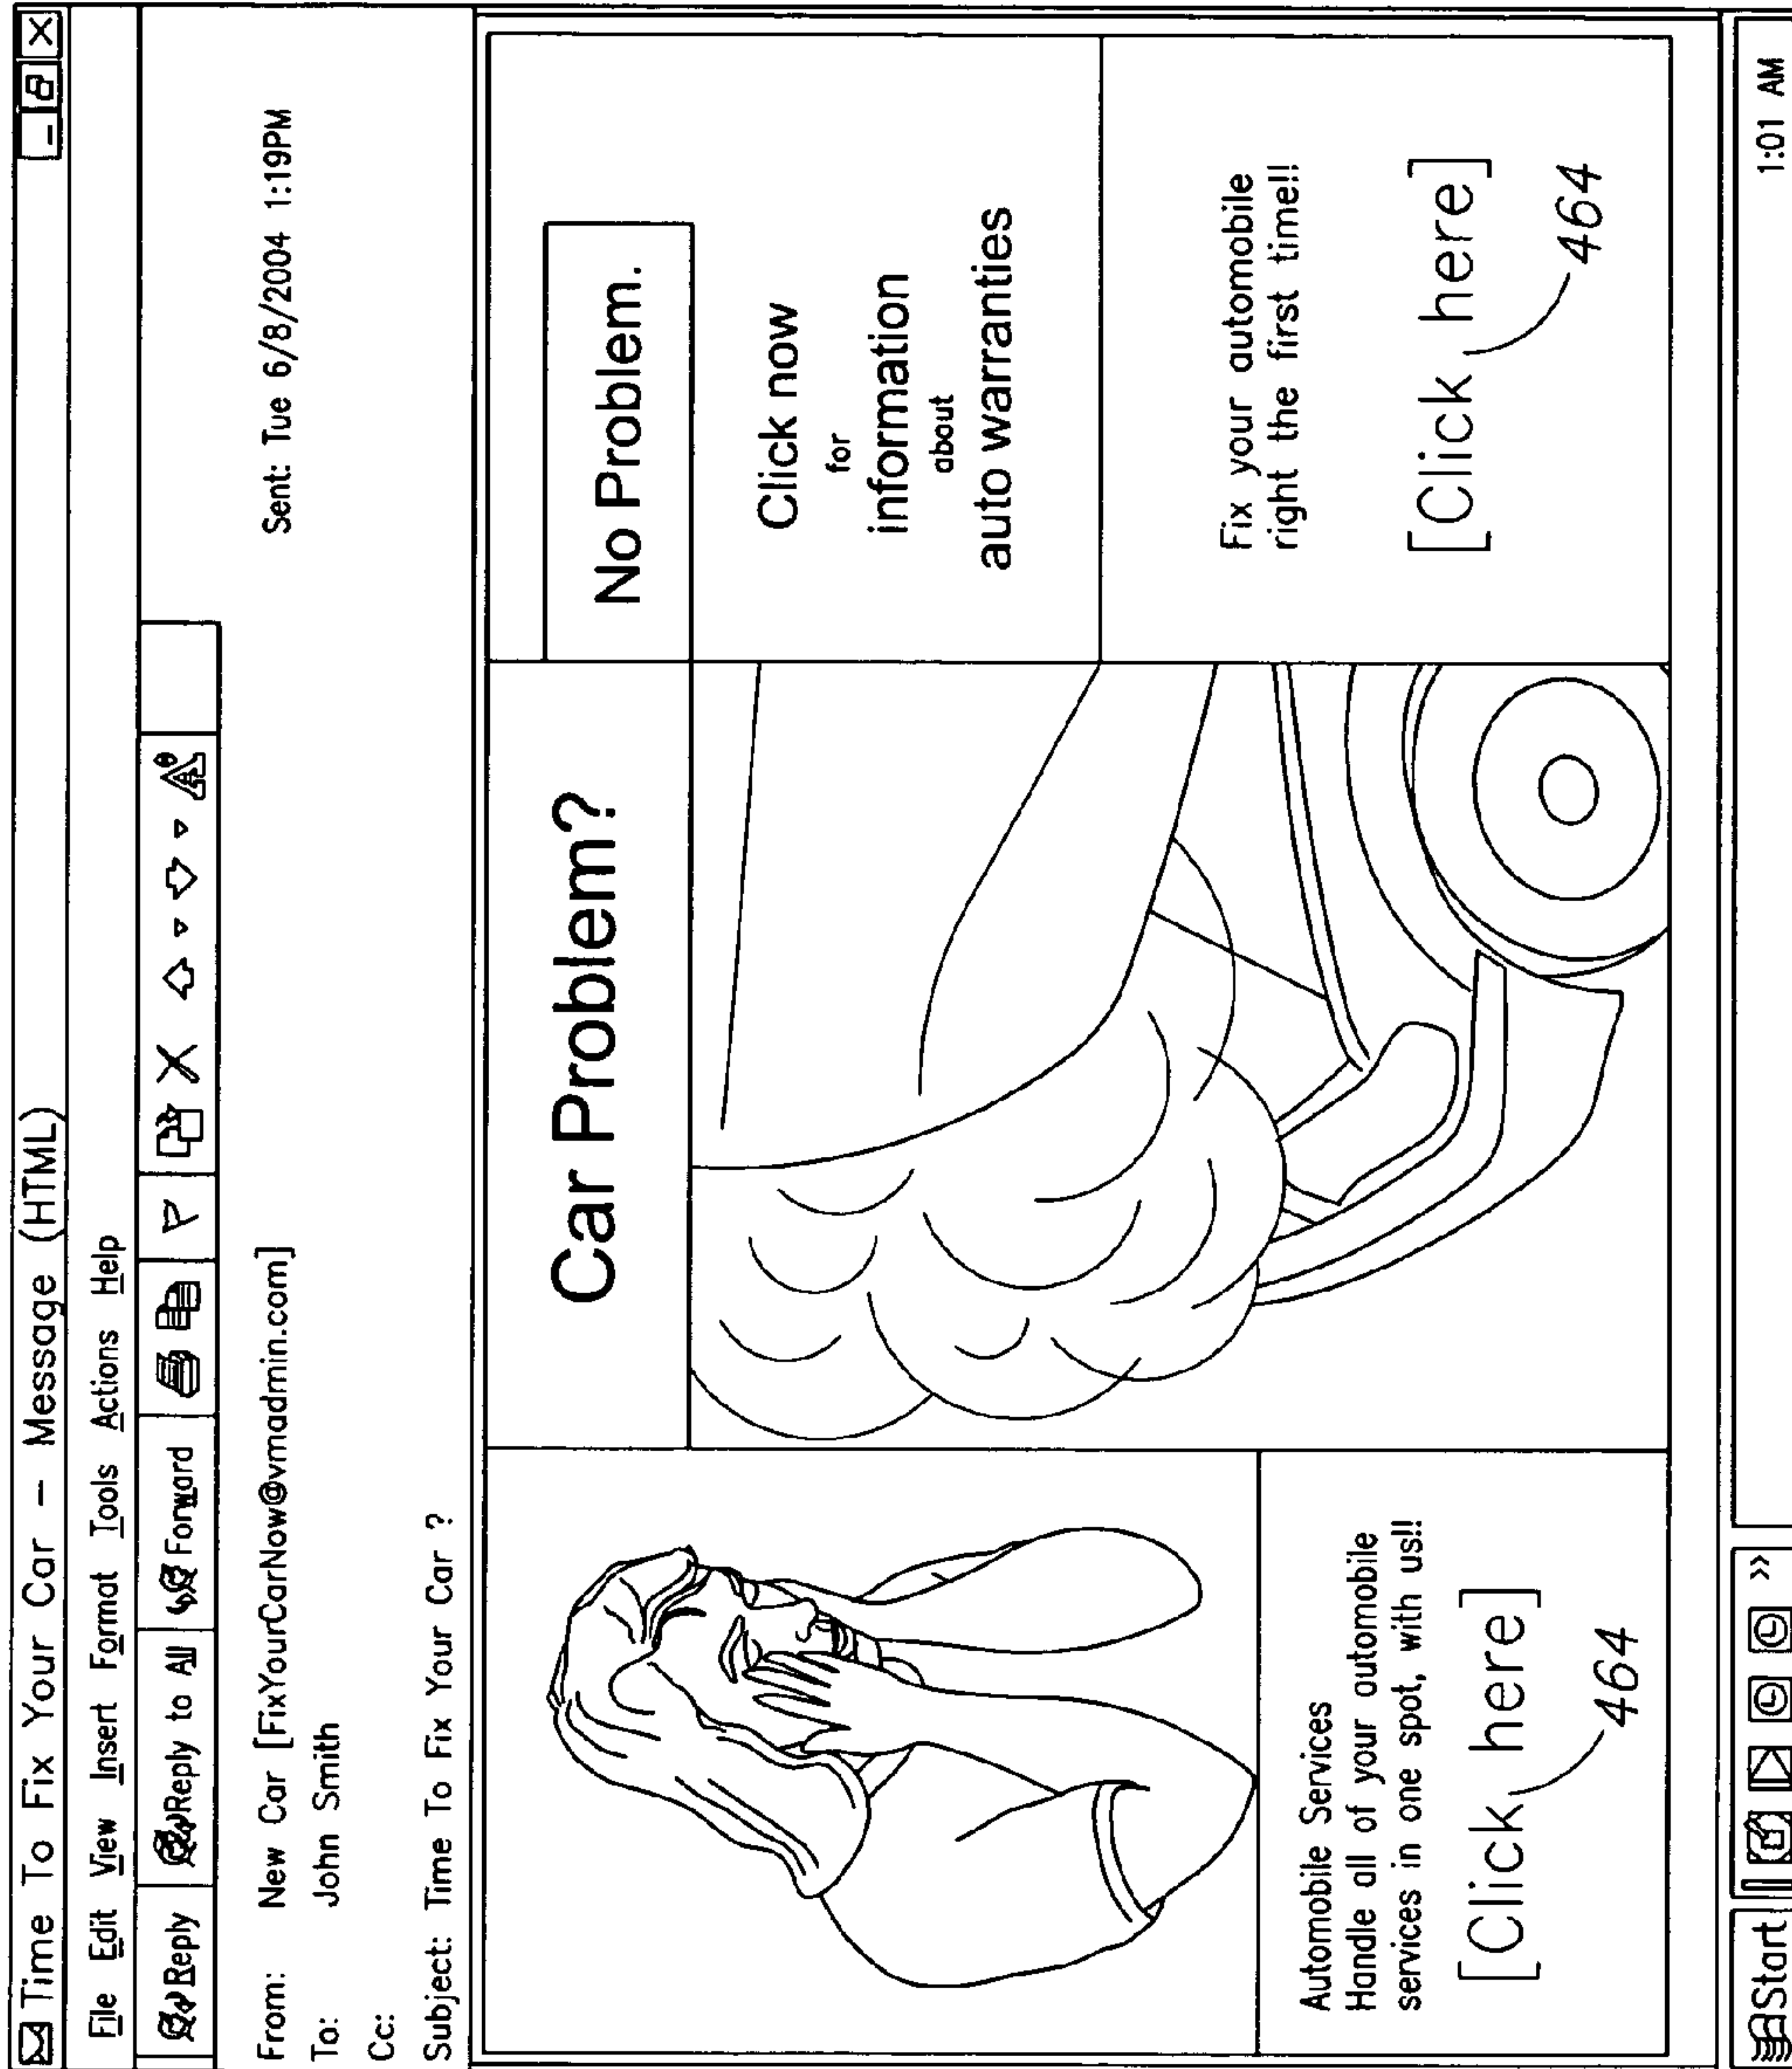 Time To Fix Your Car – Message (HTML)
File Edit View Insert Format Tools Actions Help
Reply Reply to All Forward
From: New Car [FixYourCarNow@vmadmin.com]
Sent: Tue 6/8/2004 1:19PM
To: John Smith
Cc:
Subject: Time To Fix Your Car ?
Car Problem?
No Problem.
Click now
for
information
about
auto warranties
Automobile Services
Handle all of your automobile
services in one spot, with us!!
[Click here]
464
Fix your automobile
right the first time!!
[Click here]
464
Start
>>
1:01 AM